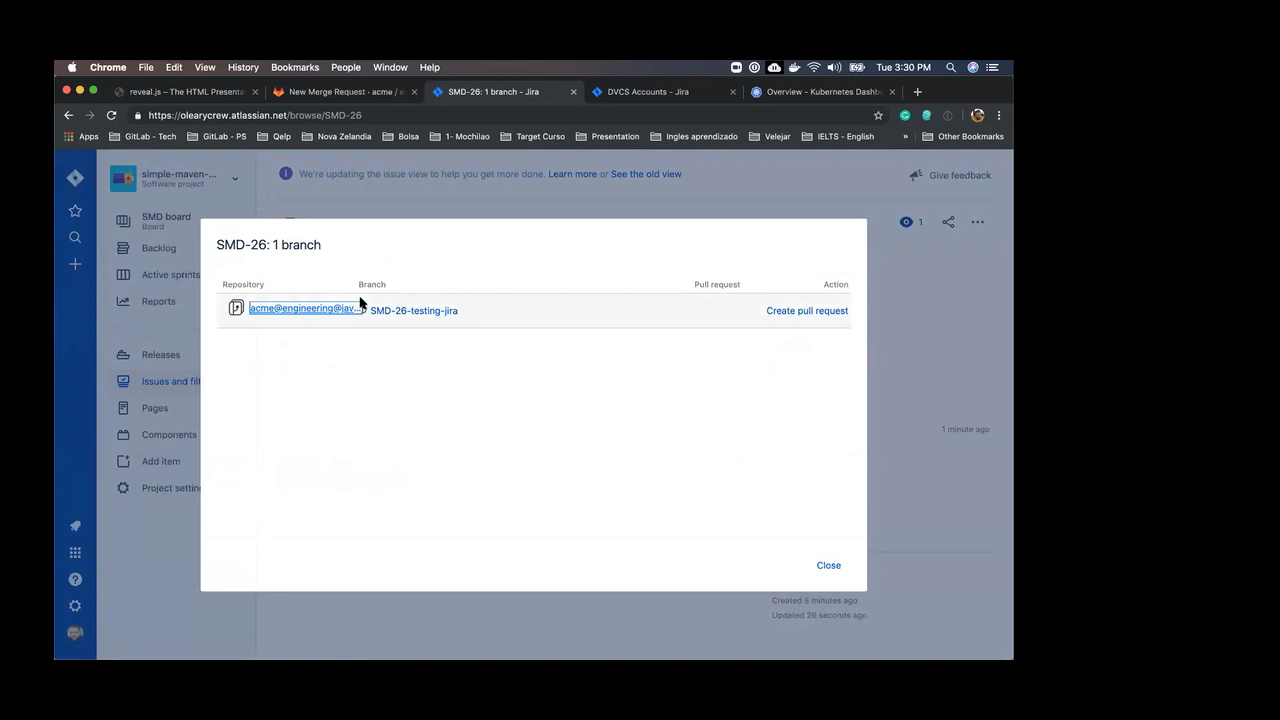 Chrome File Edit View History Bookmarks People Window Help Tue 3:30 PM
reveal.js – The HTML Presenta New Merge Request · acme / e SMD-26: 1 branch - Jira DVCS Accounts - Jira Overview - Kubernetes Dashbo
https://olearycrew.atlassian.net/browse/SMD-26
Apps GitLab - Tech GitLab - PS Qelp Nova Zelandia Bolsa 1- Mochilao Target Curso Presentation Ingles aprendizado Velejar IELTS - English » Other Bookmarks
simple-maven-...
Software project
We're updating the issue view to help you get more done. Learn more or See the old view
Give feedback
SMD board
Board
Backlog
Active sprints
Reports
Releases
Issues and filt
Pages
Components
Add item
Project settin
1
SMD-26: 1 branch
Repository Branch Pull request Action
acme@engineering@jav... SMD-26-testing-jira Create pull request
Close
1 minute ago
Created 6 minutes ago
Updated 26 seconds ago